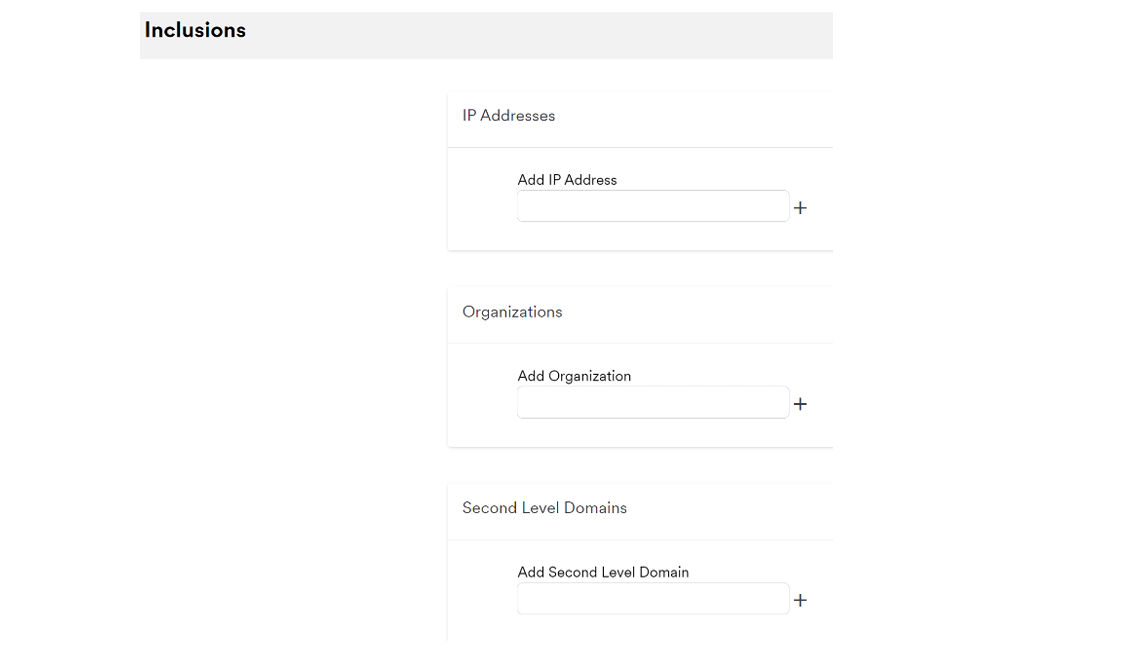 Inclusions
IP Addresses
Add IP Address
Organizations
Add Organization
Second Level Domains
Add Second Level Domain